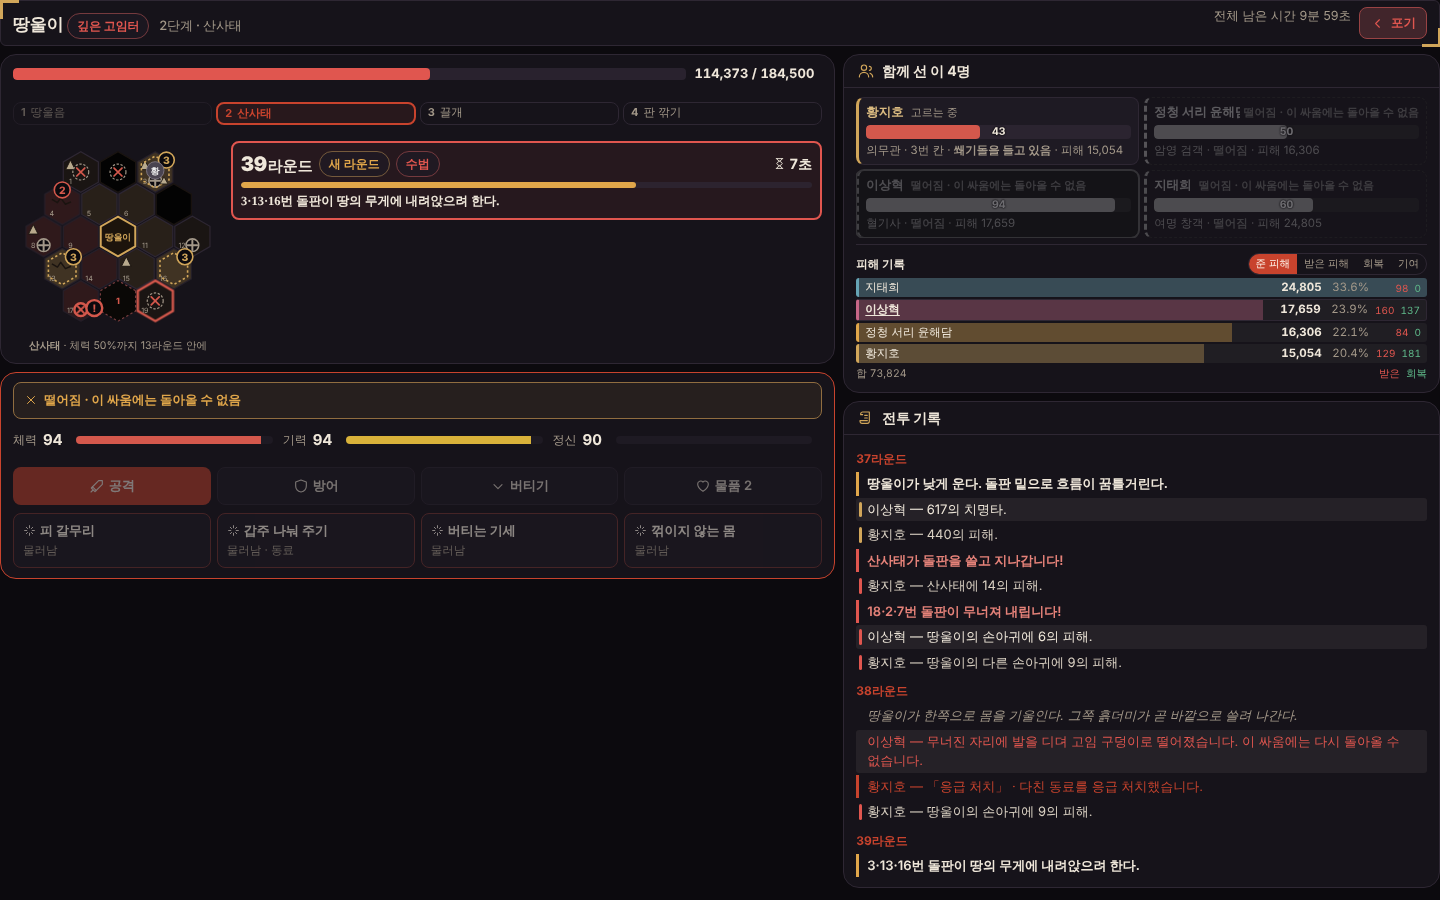 땅울이 깊은 고임터 2단계 · 산사태
전체 남은 시간 9분 59초 포기
114,373 / 184,500
1 땅울음
2 산사태
3 끌개
4 판 깎기
39라운드 새 라운드 수법 7초
3·13·16번 돌판이 땅의 무게에 내려앉으려 한다.
3
황
2
4 5 6
땅울이
8 9 11
3 3
14 15
1
산사태 · 체력 50%까지 13라운드 안에
떨어짐 · 이 싸움에는 돌아올 수 없음
체력 94 기력 94 정신 90
공격
방어
버티기
물품 2
피 갈무리
물러남
갑주 나눠 주기
물러남 · 동료
버티는 기세
물러남
꺾이지 않는 몸
물러남
함께 선 이 4명
황지호 고르는 중
43
의무관 · 3번 칸 · 쐐기돌을 들고 있음 · 피해 15,054
정청 서리 윤해담 떨어짐 · 이 싸움에는 돌아올 수 없음
50
암영 검객 · 떨어짐 · 피해 16,306
이상혁 떨어짐 · 이 싸움에는 돌아올 수 없음
94
혈기사 · 떨어짐 · 피해 17,659
지태희 떨어짐 · 이 싸움에는 돌아올 수 없음
60
여명 창객 · 떨어짐 · 피해 24,805
피해 기록 준 피해 받은 피해 회복 기여
지태희 24,805 33.6% 98 0
이상혁 17,659 23.9% 160 137
정청 서리 윤해담 16,306 22.1% 84 0
황지호 15,054 20.4% 129 181
합 73,824 받은 회복
전투 기록
37라운드
땅울이가 낮게 운다. 돌판 밑으로 흐름이 꿈틀거린다.
이상혁 — 617의 치명타.
황지호 — 440의 피해.
산사태가 돌판을 쓸고 지나갑니다!
황지호 — 산사태에 14의 피해.
18·2·7번 돌판이 무너져 내립니다!
이상혁 — 땅울이의 손아귀에 6의 피해.
황지호 — 땅울이의 다른 손아귀에 9의 피해.
38라운드
땅울이가 한쪽으로 몸을 기울인다. 그쪽 흙더미가 곧 바깥으로 쓸려 나간다.
이상혁 — 무너진 자리에 발을 디뎌 고임 구덩이로 떨어졌습니다. 이 싸움에는 다시 돌아올 수
없습니다.
황지호 — 「응급 처치」 · 다친 동료를 응급 처치했습니다.
황지호 — 땅울이의 손아귀에 9의 피해.
39라운드
3·13·16번 돌판이 땅의 무게에 내려앉으려 한다.